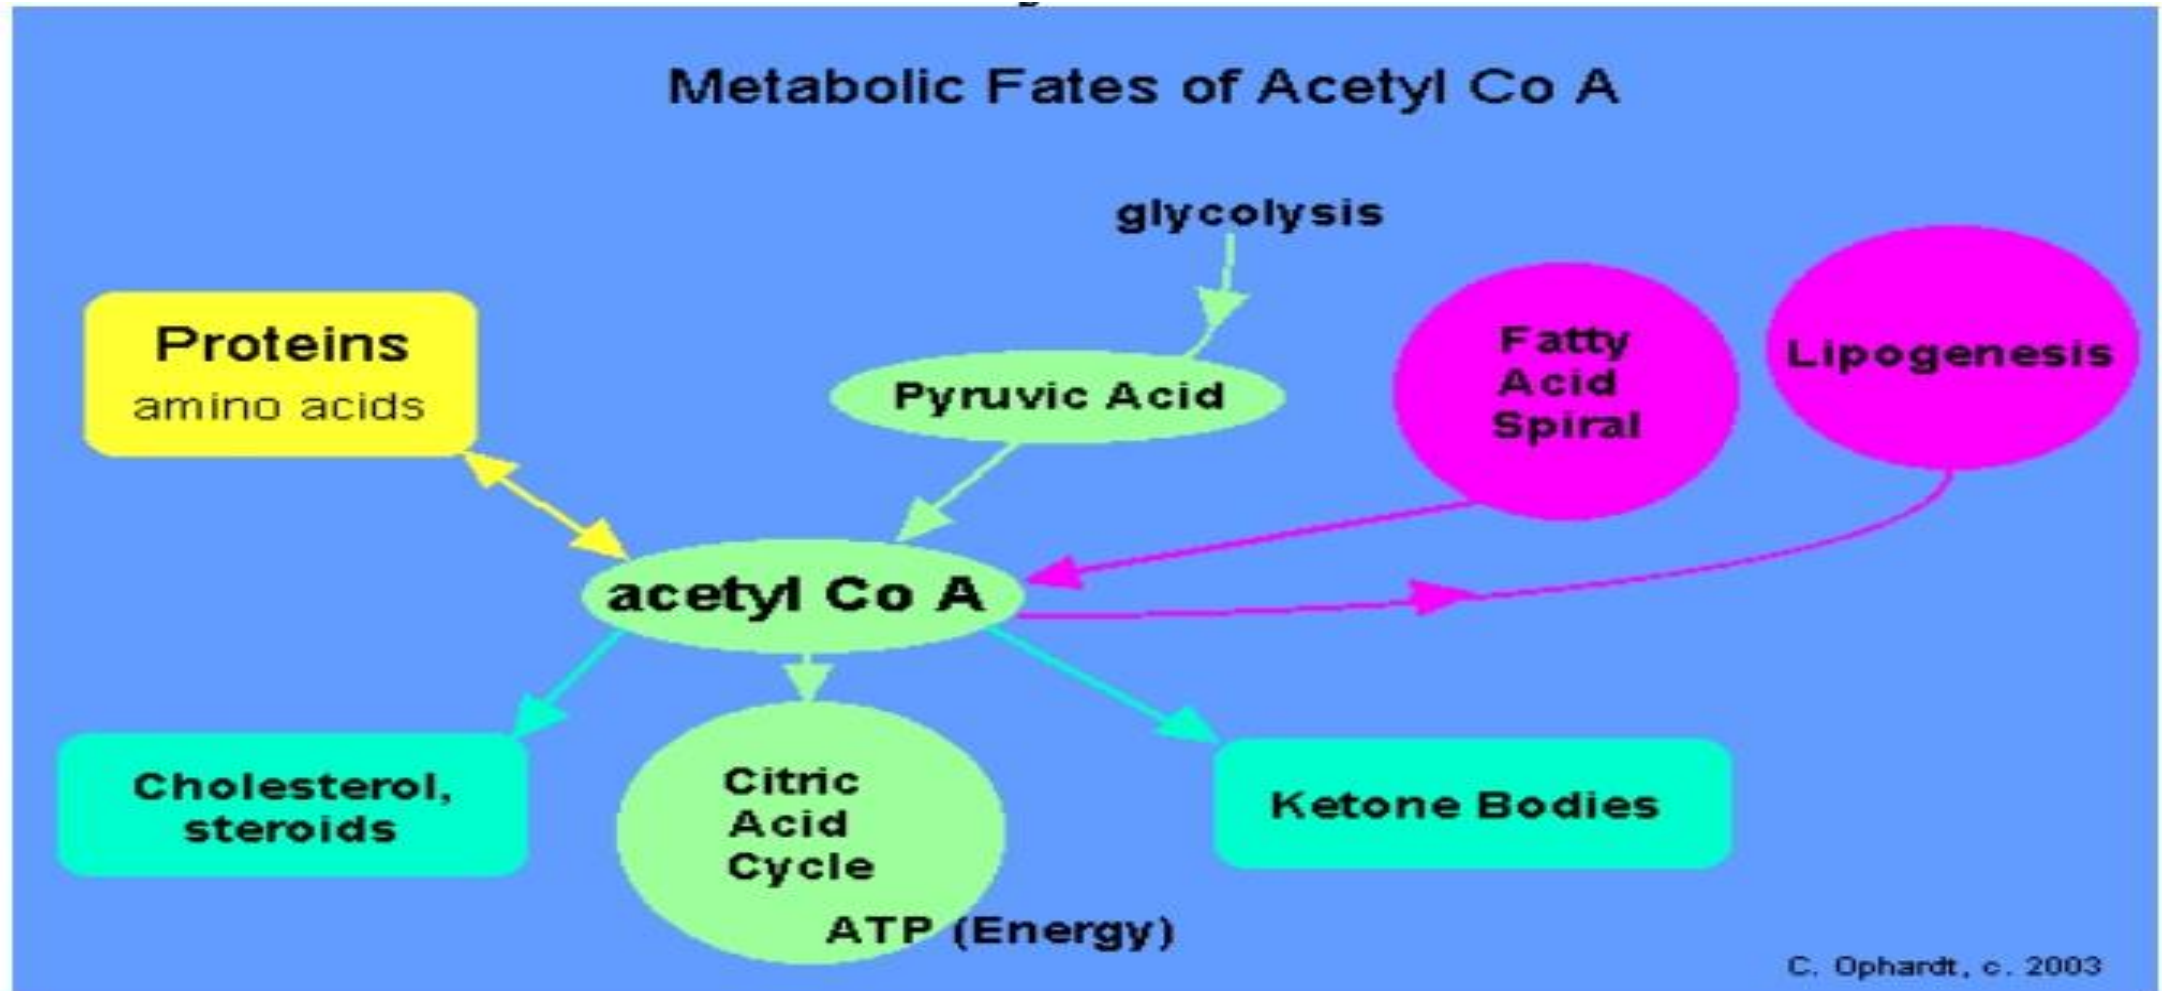 Metabolic Fates of Acetyl Co A
glycolysis
Proteins
amino acids
Pyruvic Acid
Fatty
Acid
Spiral
Lipogenesis
acetyl Co A
Cholesterol,
steroids
Citric
Acid
Cycle
ATP (Energy)
Ketone Bodies
C. Ophardt, c. 2003